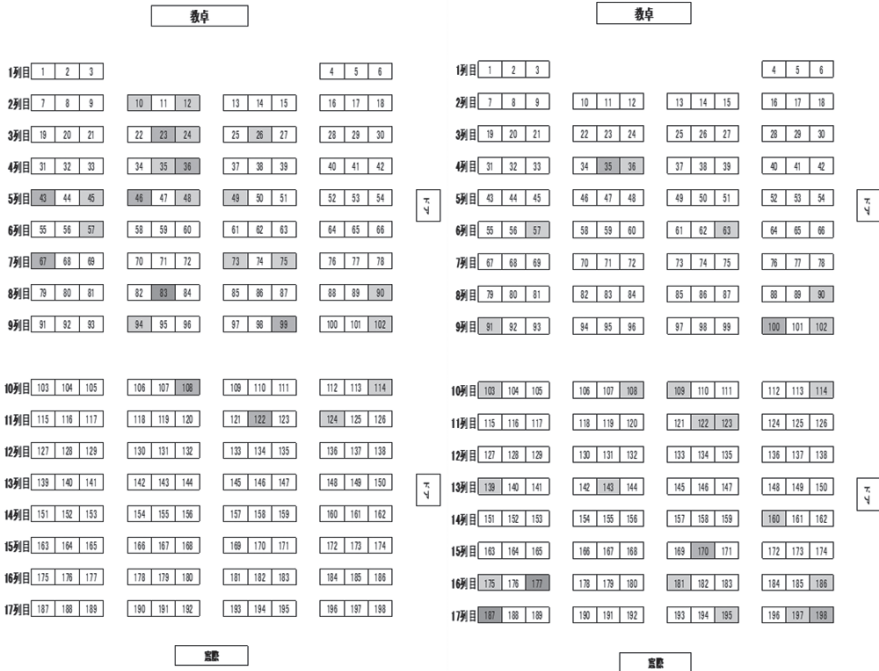 教卓
1列目 1 2 3 4 5 6
2列目 7 8 9 10 11 12 13 14 15 16 17 18
3列目 19 20 21 22 23 24 25 26 27 28 29 30
4列目 31 32 33 34 35 36 37 38 39 40 41 42
5列目 43 44 45 46 47 48 49 50 51 52 53 54
ドア
6列目 55 56 57 58 59 60 61 62 63 64 65 66
7列目 67 68 69 70 71 72 73 74 75 76 77 78
8列目 79 80 81 82 83 84 85 86 87 88 89 90
9列目 91 92 93 94 95 96 97 98 99 100 101 102
10列目 103 104 105 106 107 108 109 110 111 112 113 114
11列目 115 116 117 118 119 120 121 122 123 124 125 126
12列目 127 128 129 130 131 132 133 134 135 136 137 138
13列目 139 140 141 142 143 144 145 146 147 148 149 150
ドア
14列目 151 152 153 154 155 156 157 158 159 160 161 162
15列目 163 164 165 166 167 168 169 170 171 172 173 174
16列目 175 176 177 178 179 180 181 182 183 184 185 186
17列目 187 188 189 190 191 192 193 194 195 196 197 198
窓際
教卓
1列目 1 2 3 4 5 6
2列目 7 8 9 10 11 12 13 14 15 16 17 18
3列目 19 20 21 22 23 24 25 26 27 28 29 30
4列目 31 32 33 34 35 36 37 38 39 40 41 42
5列目 43 44 45 46 47 48 49 50 51 52 53 54
ドア
6列目 55 56 57 58 59 60 61 62 63 64 65 66
7列目 67 68 69 70 71 72 73 74 75 76 77 78
8列目 79 80 81 82 83 84 85 86 87 88 89 90
9列目 91 92 93 94 95 96 97 98 99 100 101 102
10列目 103 104 105 106 107 108 109 110 111 112 113 114
11列目 115 116 117 118 119 120 121 122 123 124 125 126
12列目 127 128 129 130 131 132 133 134 135 136 137 138
13列目 139 140 141 142 143 144 145 146 147 148 149 150
ドア
14列目 151 152 153 154 155 156 157 158 159 160 161 162
15列目 163 164 165 166 167 168 169 170 171 172 173 174
16列目 175 176 177 178 179 180 181 182 183 184 185 186
17列目 187 188 189 190 191 192 193 194 195 196 197 198
窓際